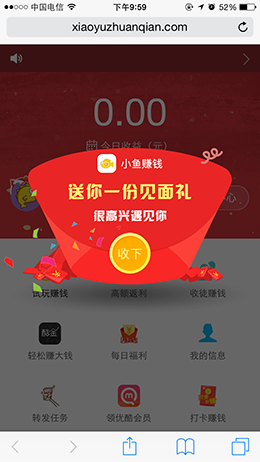 中国电信 下午9:59 52%
xiaoyuzhuanqian.com
0.00
今日收益（元）
小鱼赚钱
送你一份见面礼
很高兴遇见你
收下
心
试玩赚钱 高额返利 收徒赚钱
酷金
轻松赚大钱 每日福利 我的信息
转发任务 领优酷会员 打卡赚钱